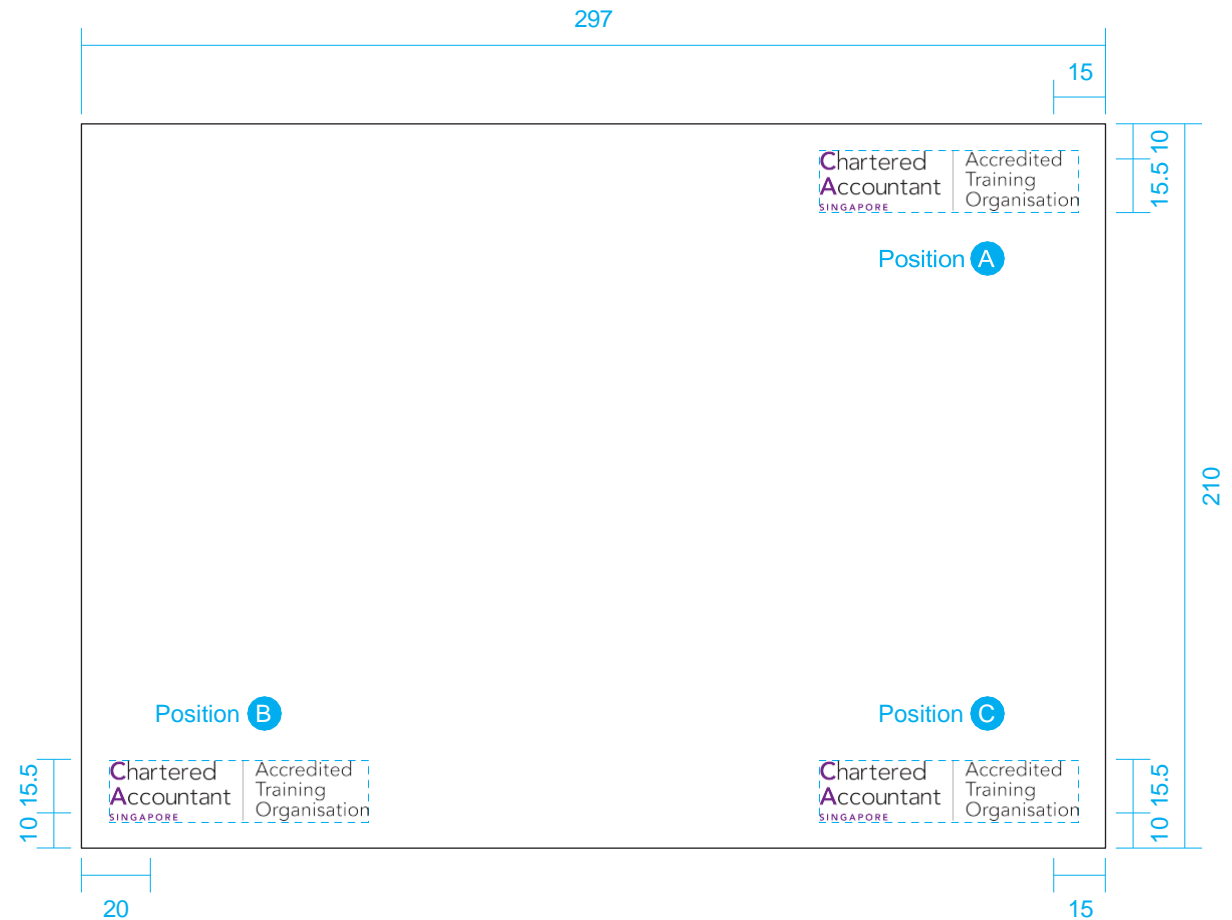 297
15
10
15.5
Chartered
Accountant
SINGAPORE
Accredited
Training
Organisation
Position A
210
Position B
Position C
15.5
10
Chartered
Accountant
SINGAPORE
Accredited
Training
Organisation
Chartered
Accountant
SINGAPORE
Accredited
Training
Organisation
15.5
10
20
15